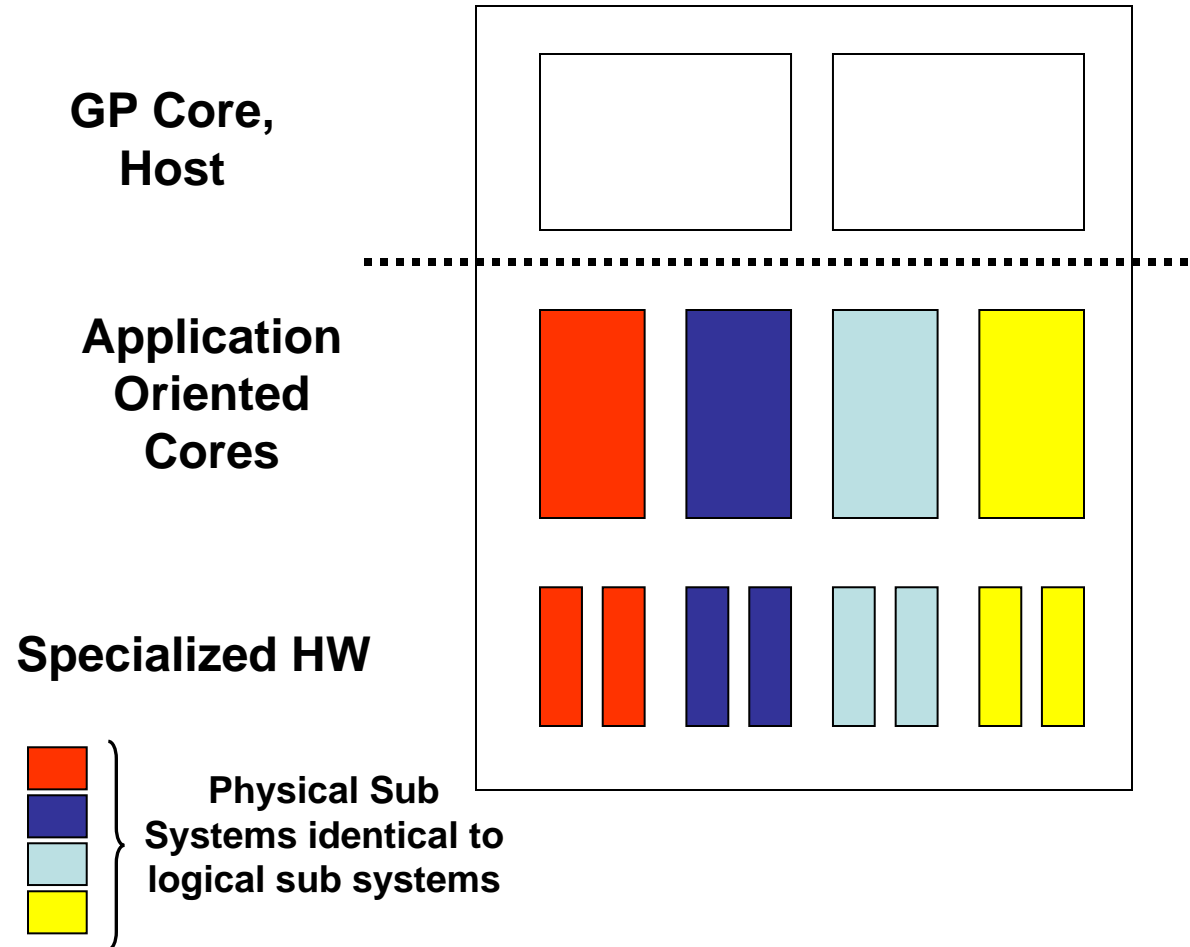 GP Core,
Host
Application
Oriented
Cores
Specialized HW
Physical Sub
Systems identical to
logical sub systems